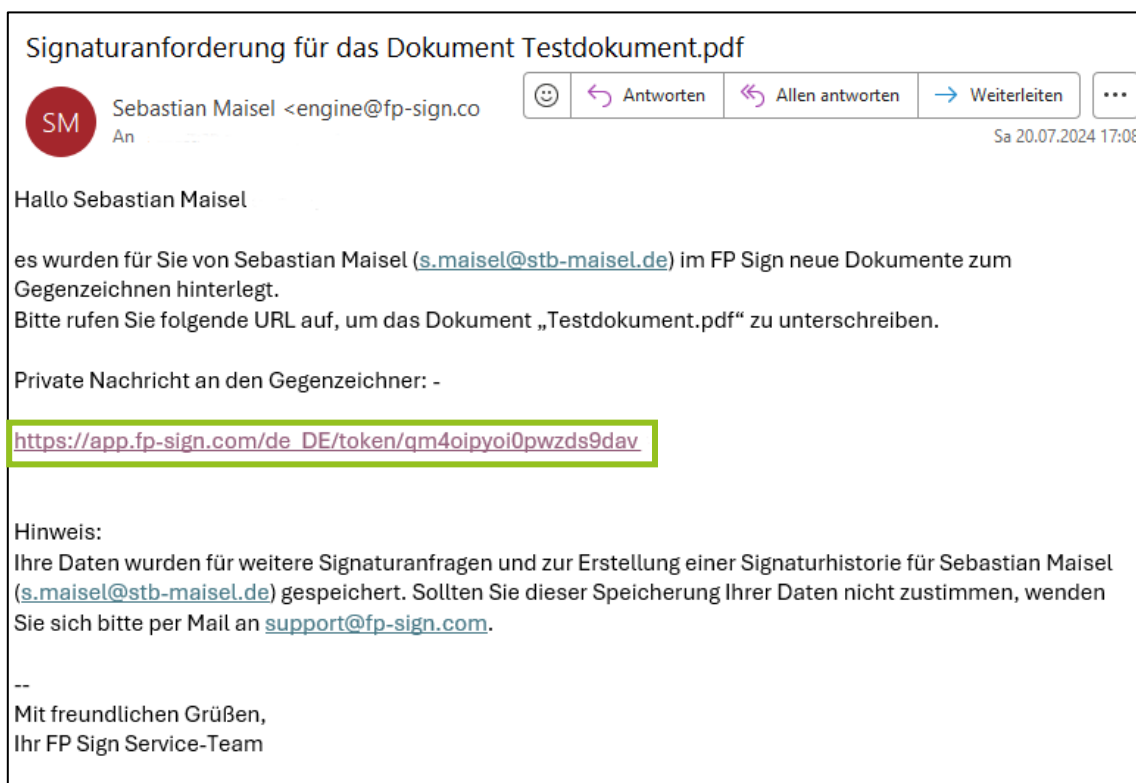 Signaturanforderung für das Dokument Testdokument.pdf
SM
Sebastian Maisel <engine@fp-sign.co
Antworten
Allen antworten
Weiterleiten
An
Sa 20.07.2024 17:08
Hallo Sebastian Maisel
es wurden für Sie von Sebastian Maisel (s.maisel@stb-maisel.de) im FP Sign neue Dokumente zum
Gegenzeichnen hinterlegt.
Bitte rufen Sie folgende URL auf, um das Dokument „Testdokument.pdf“ zu unterschreiben.
Private Nachricht an den Gegenzeichner: -
https://app.fp-sign.com/de_DE/token/qm4oipyoi0pwzds9dav
Hinweis:
Ihre Daten wurden für weitere Signaturanfragen und zur Erstellung einer Signaturhistorie für Sebastian Maisel
(s.maisel@stb-maisel.de) gespeichert. Sollten Sie dieser Speicherung Ihrer Daten nicht zustimmen, wenden
Sie sich bitte per Mail an support@fp-sign.com.
--
Mit freundlichen Grüßen,
Ihr FP Sign Service-Team